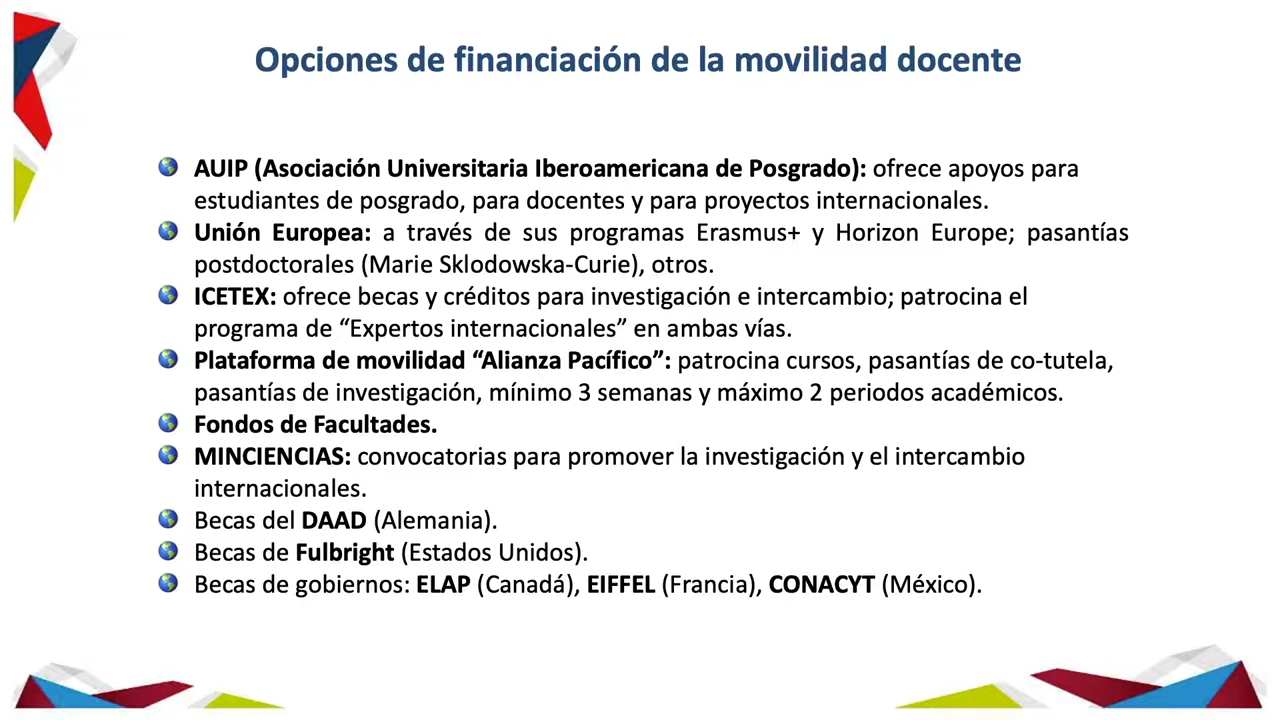 Opciones de financiación de la movilidad docente
AUIP (Asociación Universitaria Iberoamericana de Posgrado): ofrece apoyos para
estudiantes de posgrado, para docentes y para proyectos internacionales.
Unión Europea: a través de sus programas Erasmus+ y Horizon Europe; pasantías
postdoctorales (Marie Sklodowska-Curie), otros.
ICETEX: ofrece becas y créditos para investigación e intercambio; patrocina el
programa de “Expertos internacionales” en ambas vías.
Plataforma de movilidad “Alianza Pacífico”: patrocina cursos, pasantías de co-tutela,
pasantías de investigación, mínimo 3 semanas y máximo 2 periodos académicos.
Fondos de Facultades.
MINCIENCIAS: convocatorias para promover la investigación y el intercambio
internacionales.
Becas del DAAD (Alemania).
Becas de Fulbright (Estados Unidos).
Becas de gobiernos: ELAP (Canadá), EIFFEL (Francia), CONACYT (México).